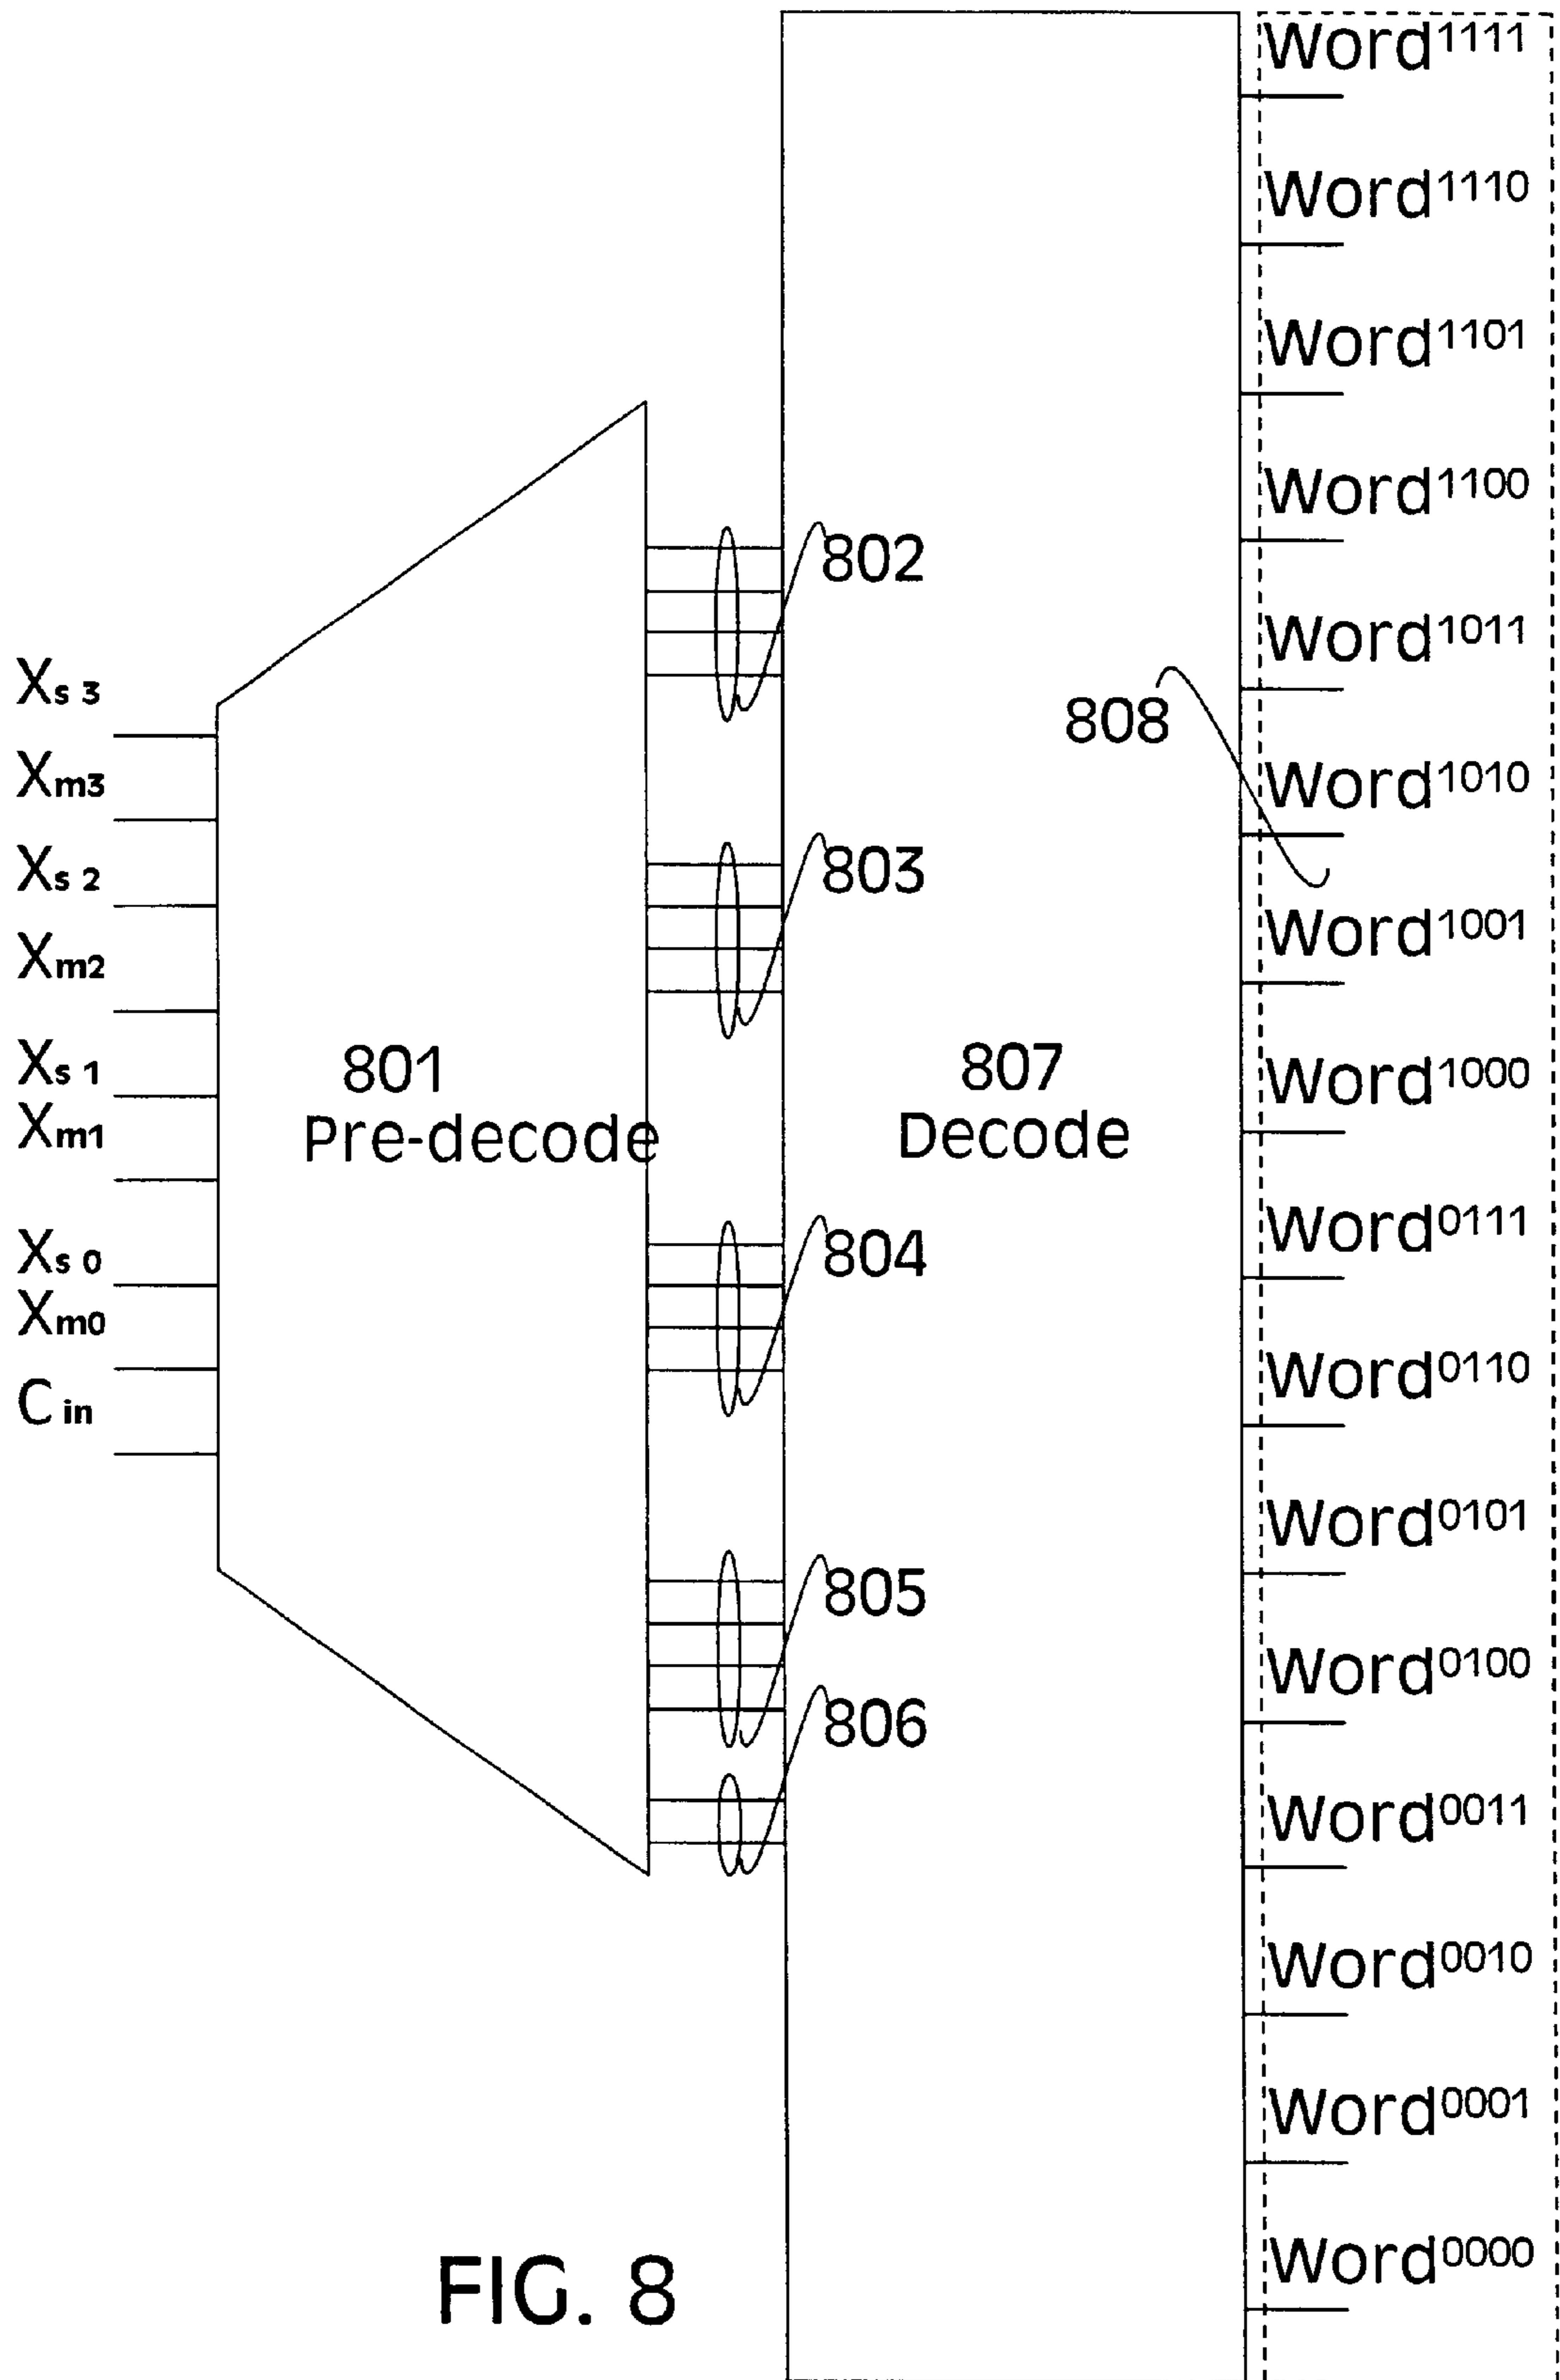 Xs 3
Xm3
Xs 2
Xm2
Xs 1
Xm1
Xs 0
Xm0
C in
801
Pre-decode
802
803
804
805
806
807
Decode
808
Word1111
Word1110
Word1101
Word1100
Word1011
Word1010
Word1001
Word1000
Word0111
Word0110
Word0101
Word0100
Word0011
Word0010
Word0001
Word0000
FIG. 8